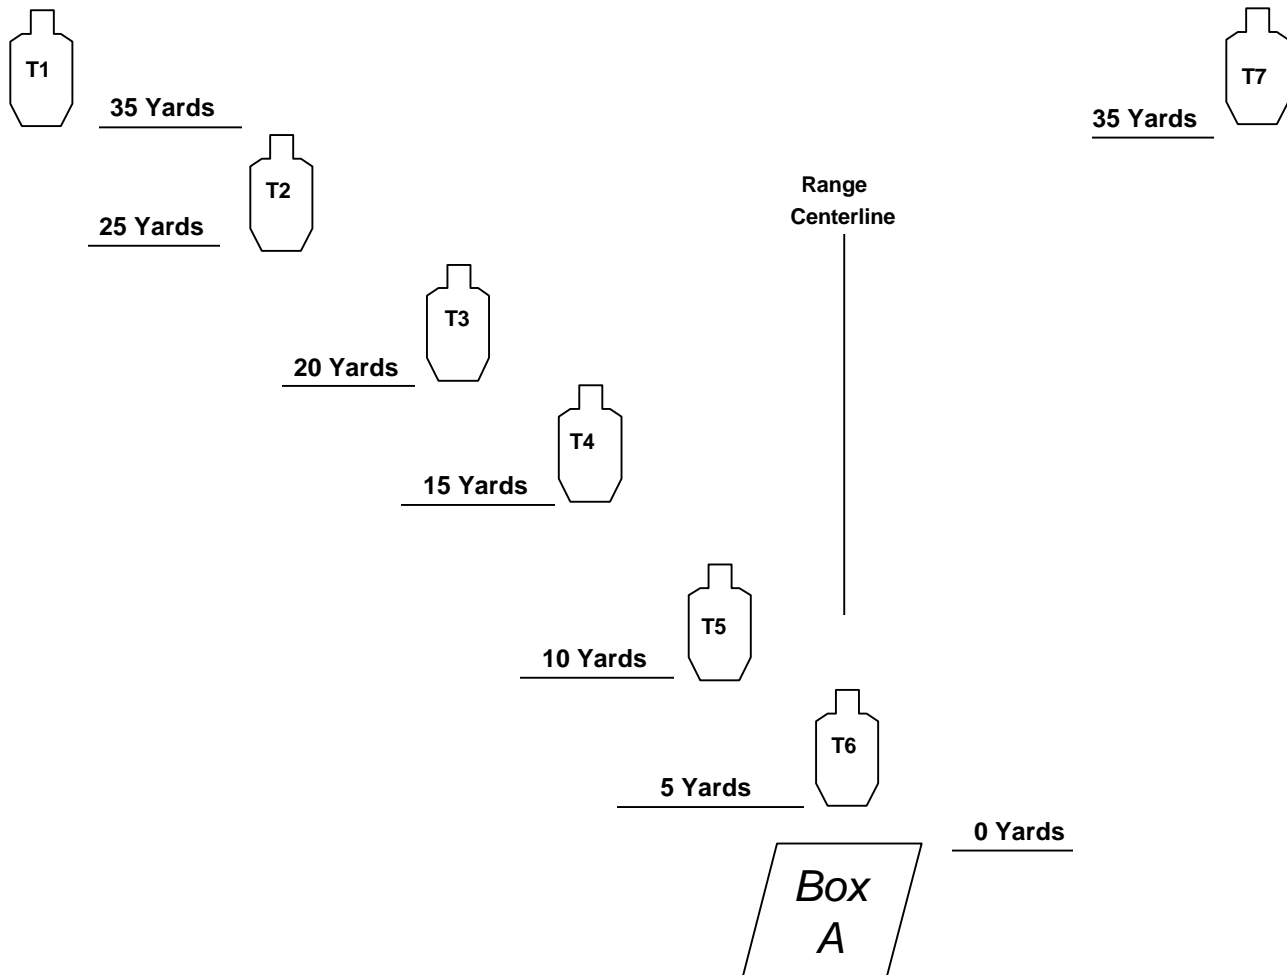 T1
T7
35 Yards
35 Yards
T2
Range
Centerline
25 Yards
T3
20 Yards
T4
15 Yards
T5
10 Yards
T6
5 Yards
0 Yards
Box
A